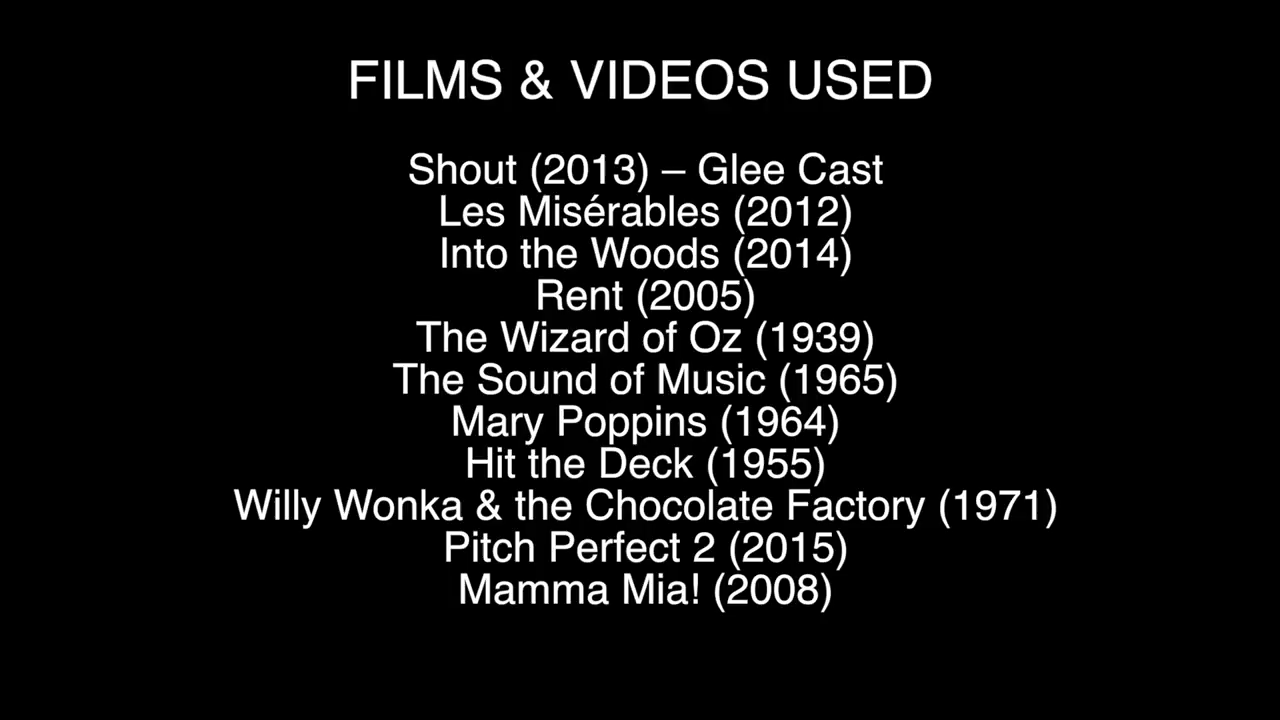 FILMS & VIDEOS USED
Shout (2013) – Glee Cast
Les Misérables (2012)
Into the Woods (2014)
Rent (2005)
The Wizard of Oz (1939)
The Sound of Music (1965)
Mary Poppins (1964)
Hit the Deck (1955)
Willy Wonka & the Chocolate Factory (1971)
Pitch Perfect 2 (2015)
Mamma Mia! (2008)